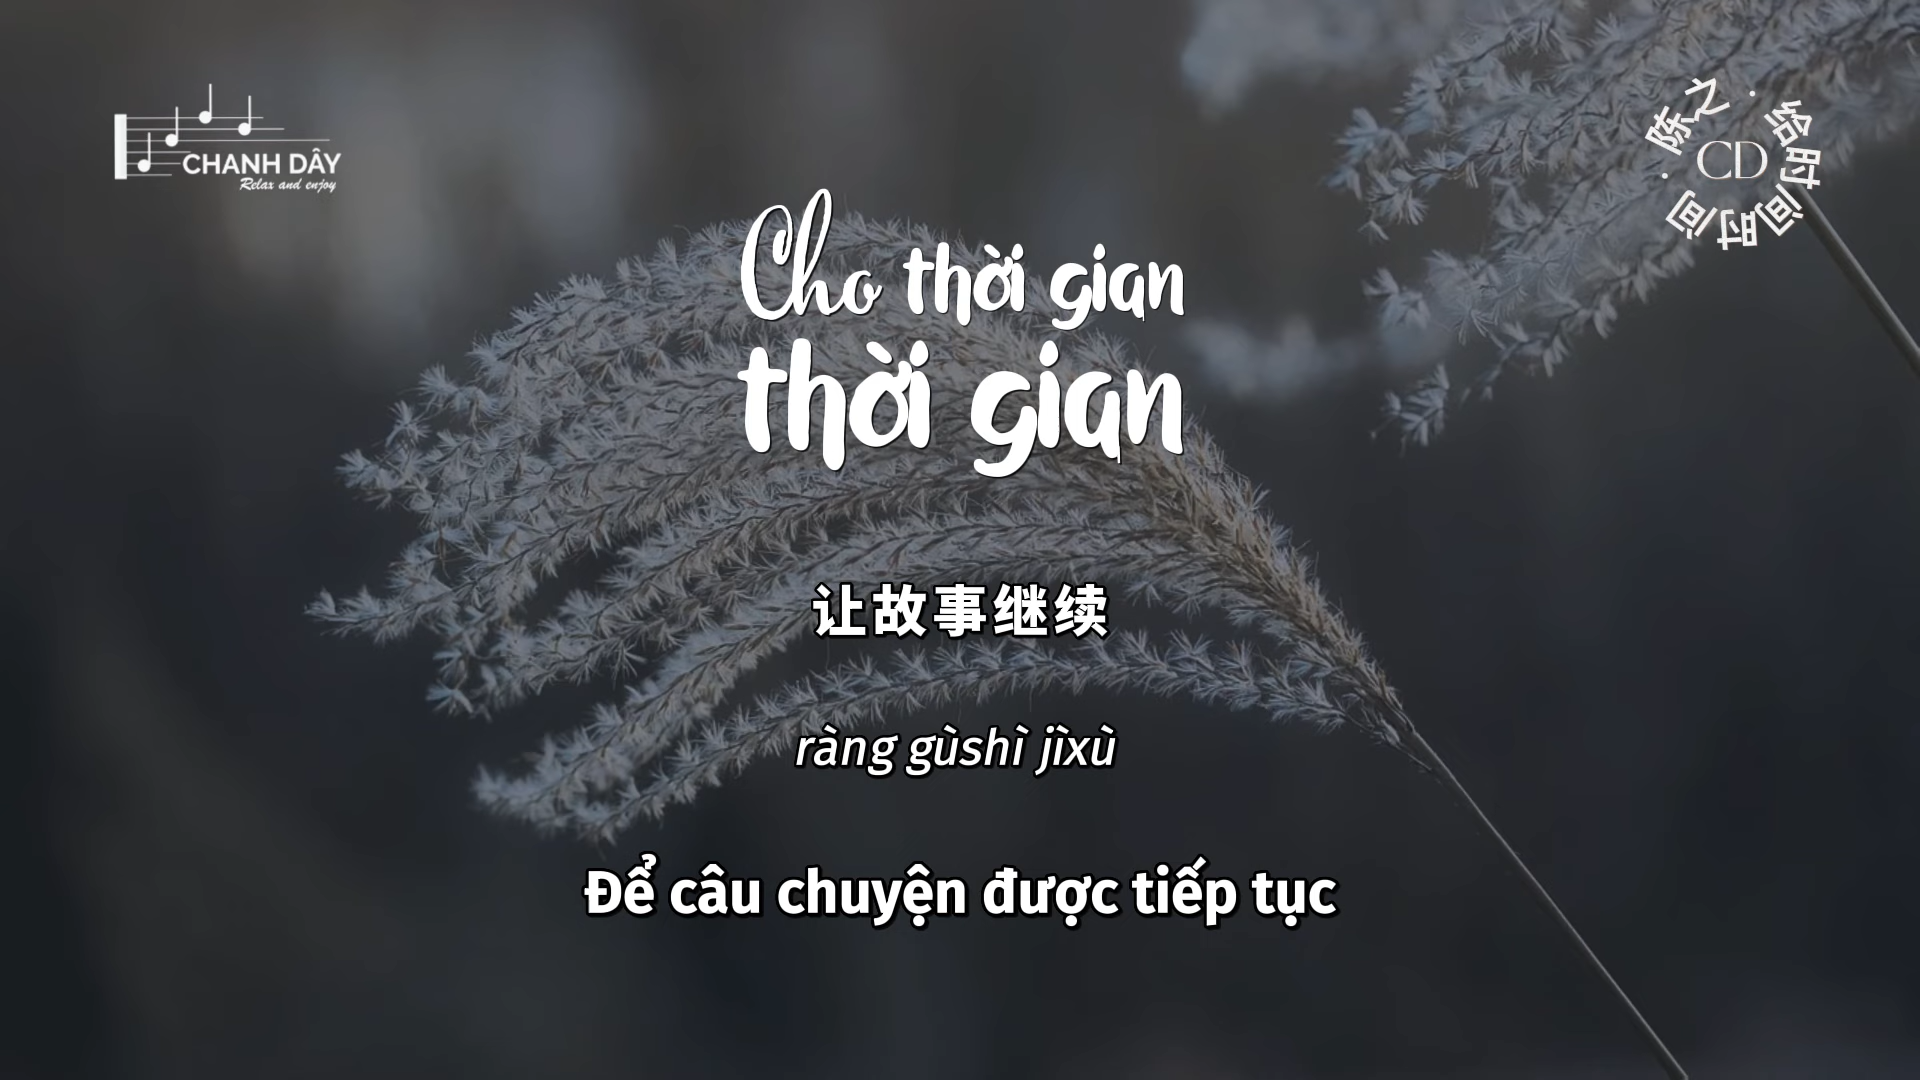 CHANH DÂY
Relax and enjoy
陈之 · 给时间时间 ·
CD
Cho thời gian
thời gian
让故事继续
ràng gùshì jìxù
Để câu chuyện được tiếp tục